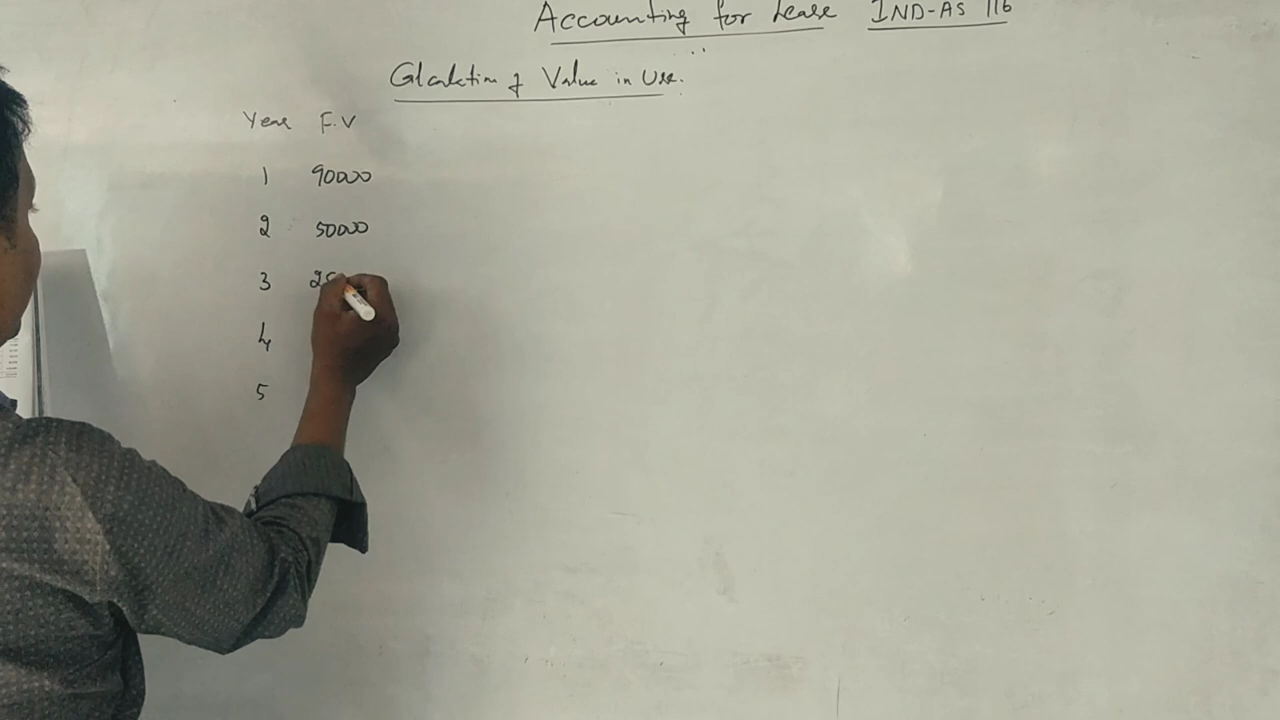 Accounting for Lease IND-AS 116
Calculation of Value in Use.
Year F.V
1 90000
2 50000
3
4
5